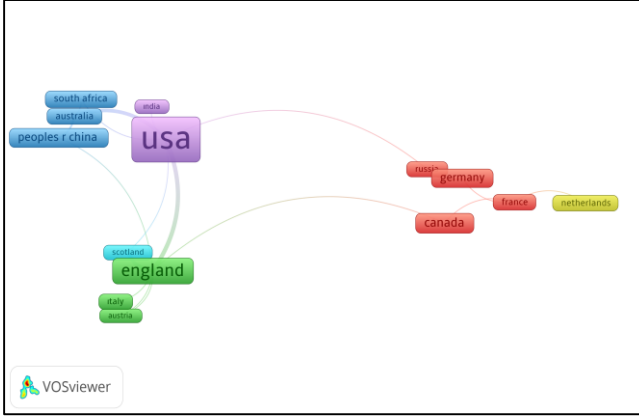 south africa
india
australia
peoples r china
usa
russia
germany
france
netherlands
canada
scotland
england
italy
austria
VOSviewer